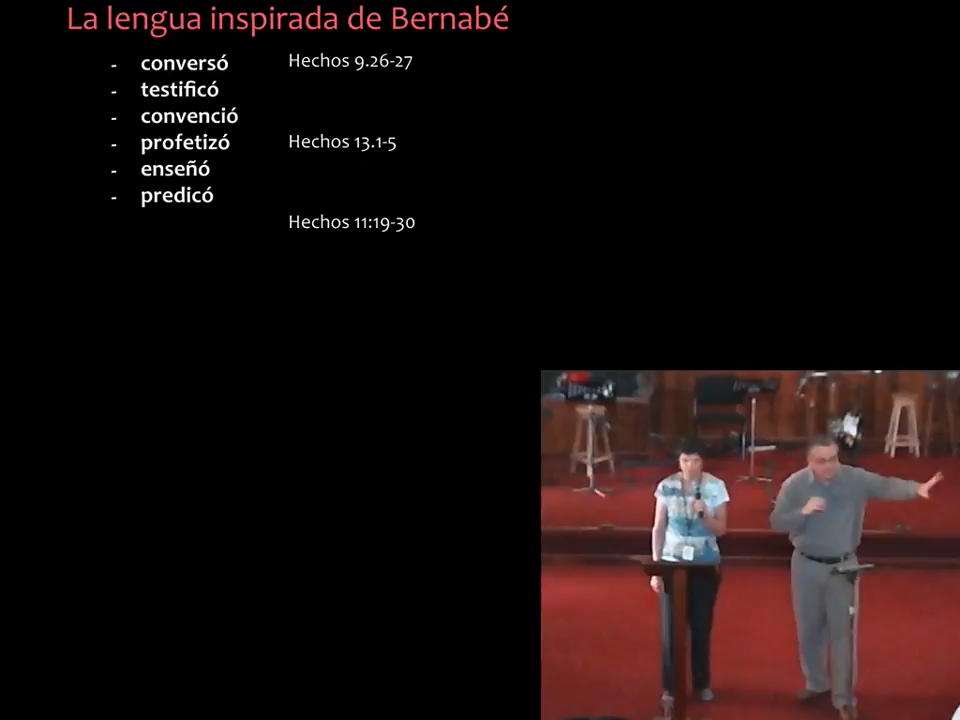 La lengua inspirada de Bernabé
- conversó Hechos 9.26-27
- testificó
- convenció
- profetizó Hechos 13.1-5
- enseñó
- predicó
Hechos 11:19-30